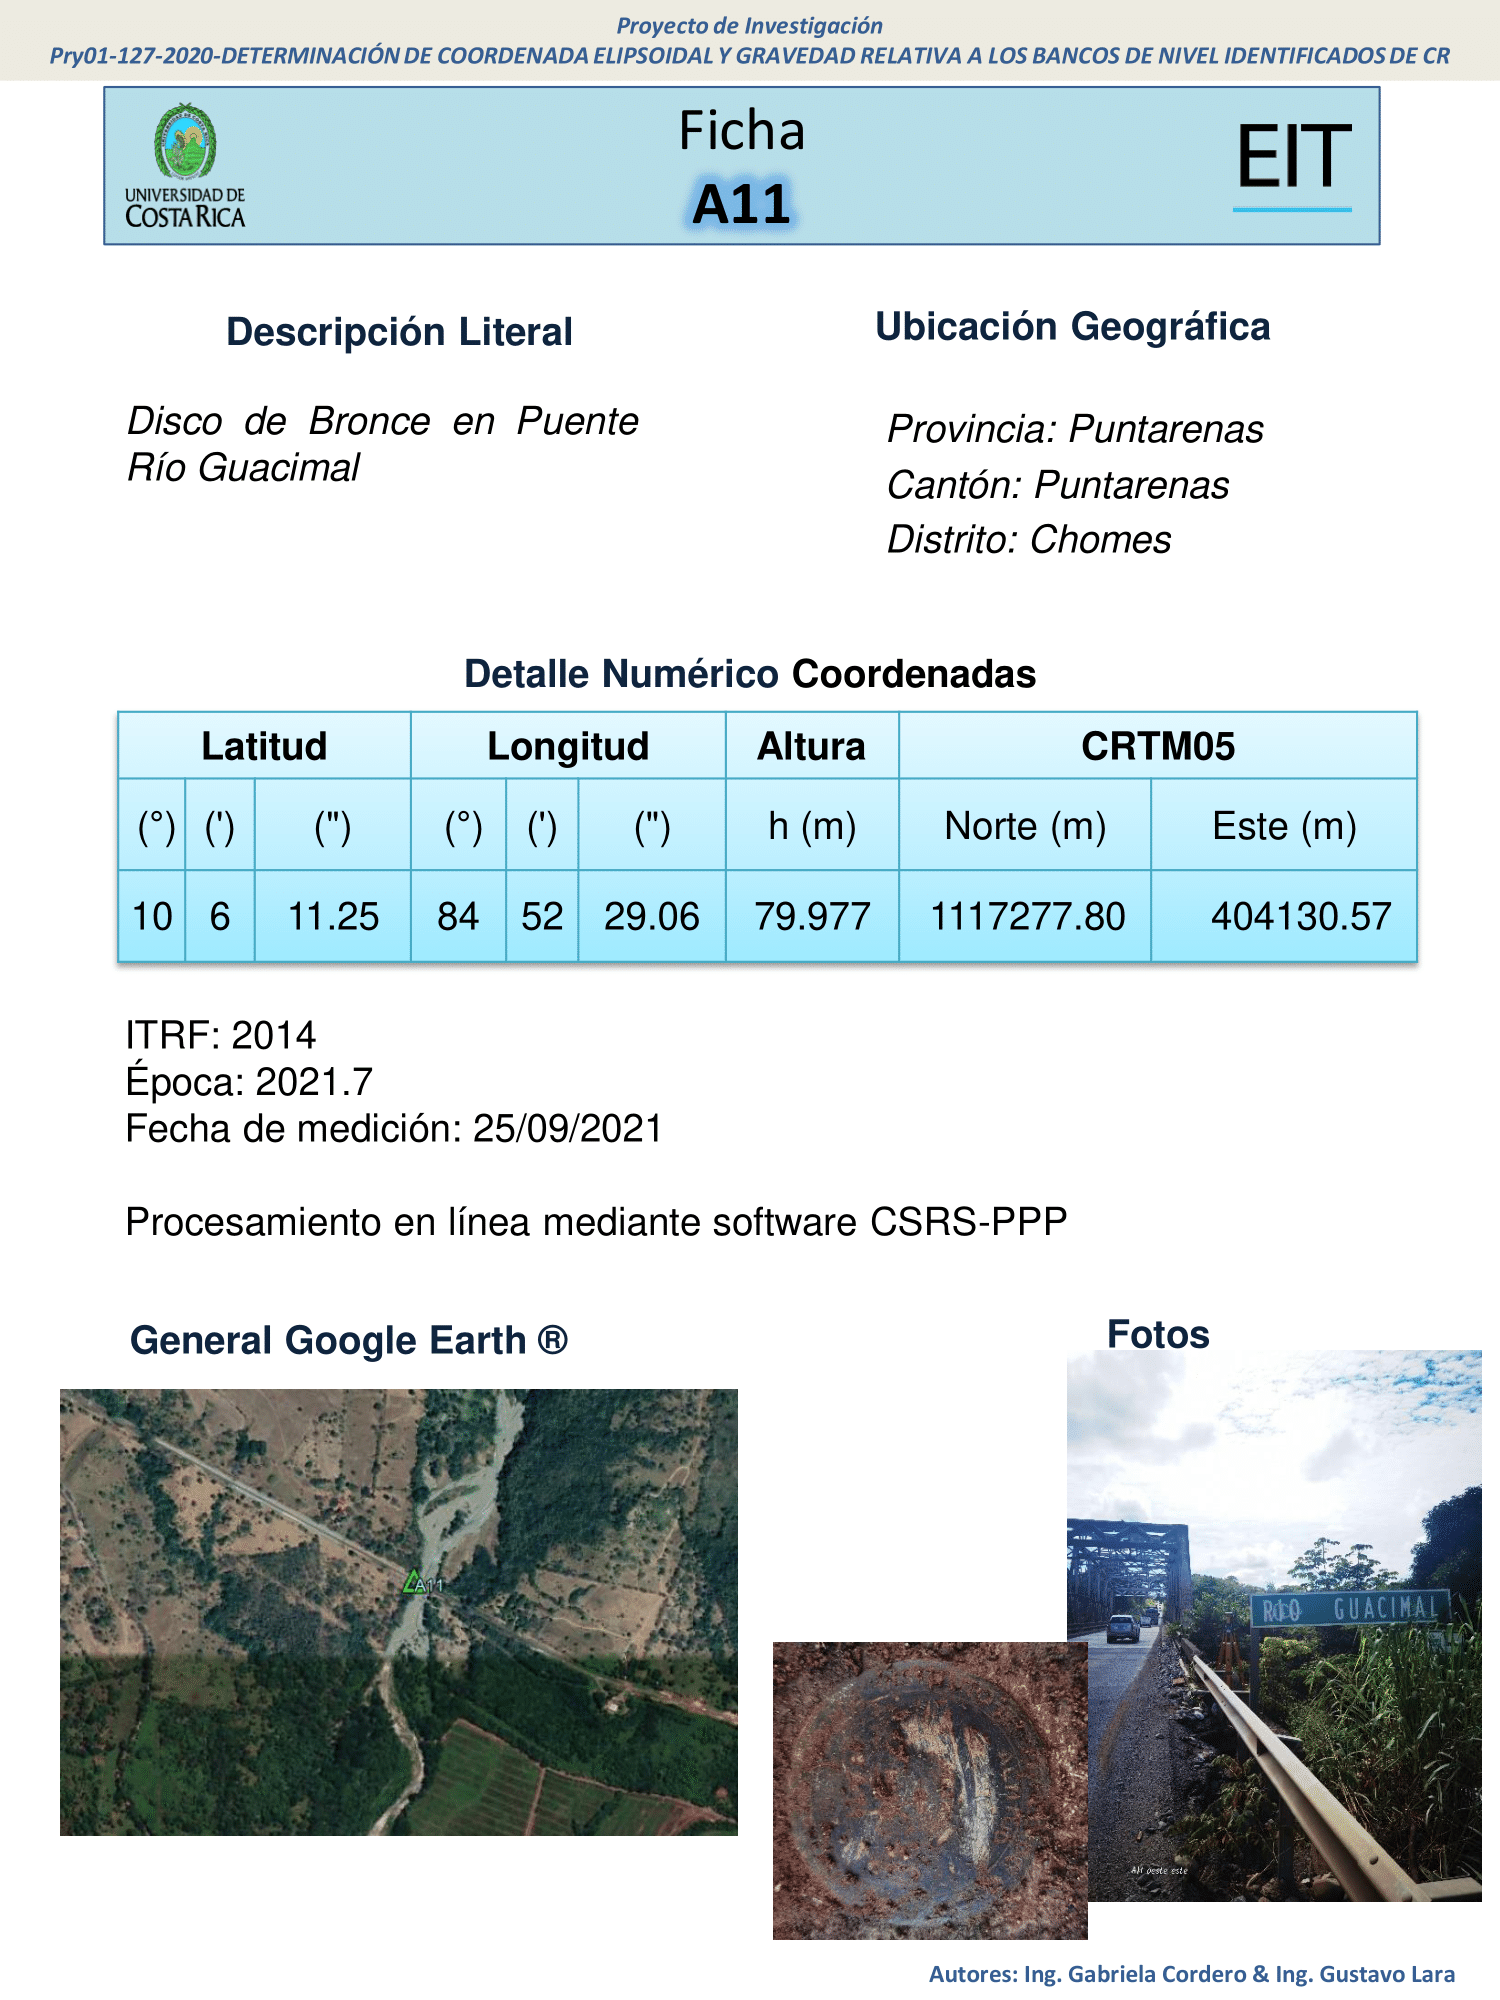 Proyecto de Investigación
Pry01-127-2020-DETERMINACIÓN DE COORDENADA ELIPSOIDAL Y GRAVEDAD RELATIVA A LOS BANCOS DE NIVEL IDENTIFICADOS DE CR
UNIVERSIDAD DE
COSTA RICA
Ficha
A11
EIT
Descripción Literal
Disco de Bronce en Puente
Río Guacimal
Ubicación Geográfica
Provincia: Puntarenas
Cantón: Puntarenas
Distrito: Chomes
Detalle Numérico Coordenadas
Latitud Longitud Altura CRTM05
(°) (') (") (°) (') (") h (m) Norte (m) Este (m)
10 6 11.25 84 52 29.06 79.977 1117277.80 404130.57
ITRF: 2014
Época: 2021.7
Fecha de medición: 25/09/2021
Procesamiento en línea mediante software CSRS-PPP
General Google Earth ®
A11
Fotos
RIO GUACIMAL
A11 oeste este
Autores: Ing. Gabriela Cordero & Ing. Gustavo Lara